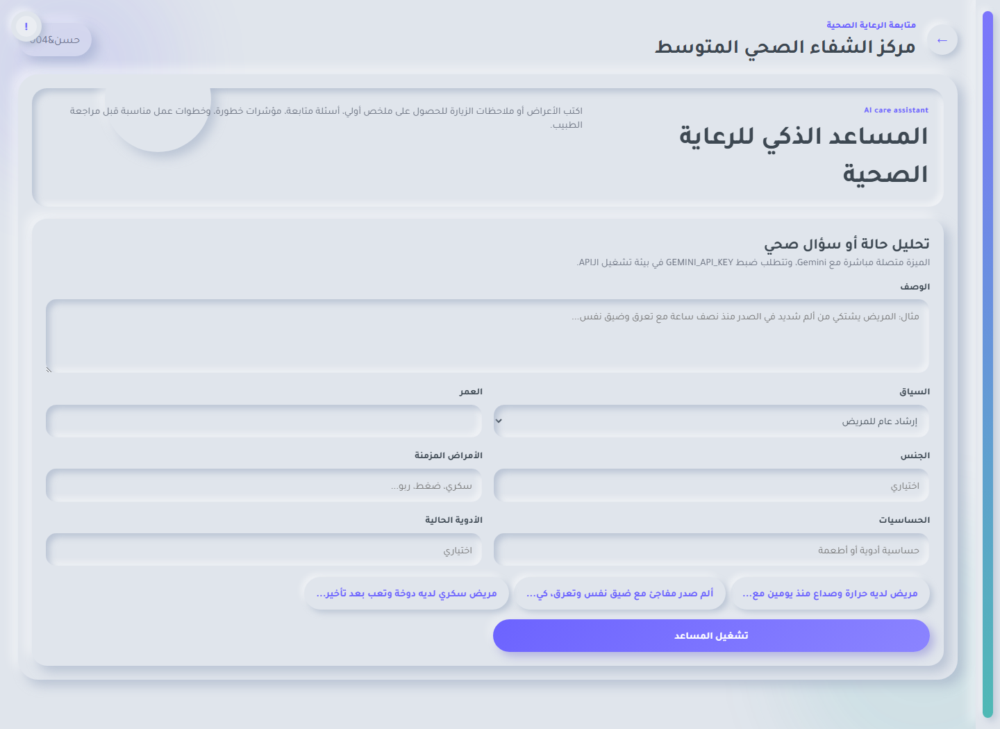 ←
متابعة الرعاية الصحية
مركز الشفاء الصحي المتوسط
!
حسن&
AI care assistant
المساعد الذكي للرعاية
الصحية
اكتب الأعراض أو ملاحظات الزيارة للحصول على ملخص أولي، أسئلة متابعة، مؤشرات خطورة، وخطوات عمل مناسبة قبل مراجعة
الطبيب.
تحليل حالة أو سؤال صحي
الميزة متصلة مباشرة مع Gemini، وتتطلب ضبط GEMINI_API_KEY في بيئة تشغيل الـAPI.
الوصف
مثال: المريض يشتكي من ألم شديد في الصدر منذ نصف ساعة مع تعرق وضيق نفس...
السياق
إرشاد عام للمريض
العمر
الجنس
اختياري
الأمراض المزمنة
سكري، ضغط، ربو...
الحساسيات
حساسية أدوية أو أطعمة
الأدوية الحالية
اختياري
مريض لديه حرارة وصداع منذ يومين مع...
ألم صدر مفاجئ مع ضيق نفس وتعرق، كي...
مريض سكري لديه دوخة وتعب بعد تأخير...
تشغيل المساعد